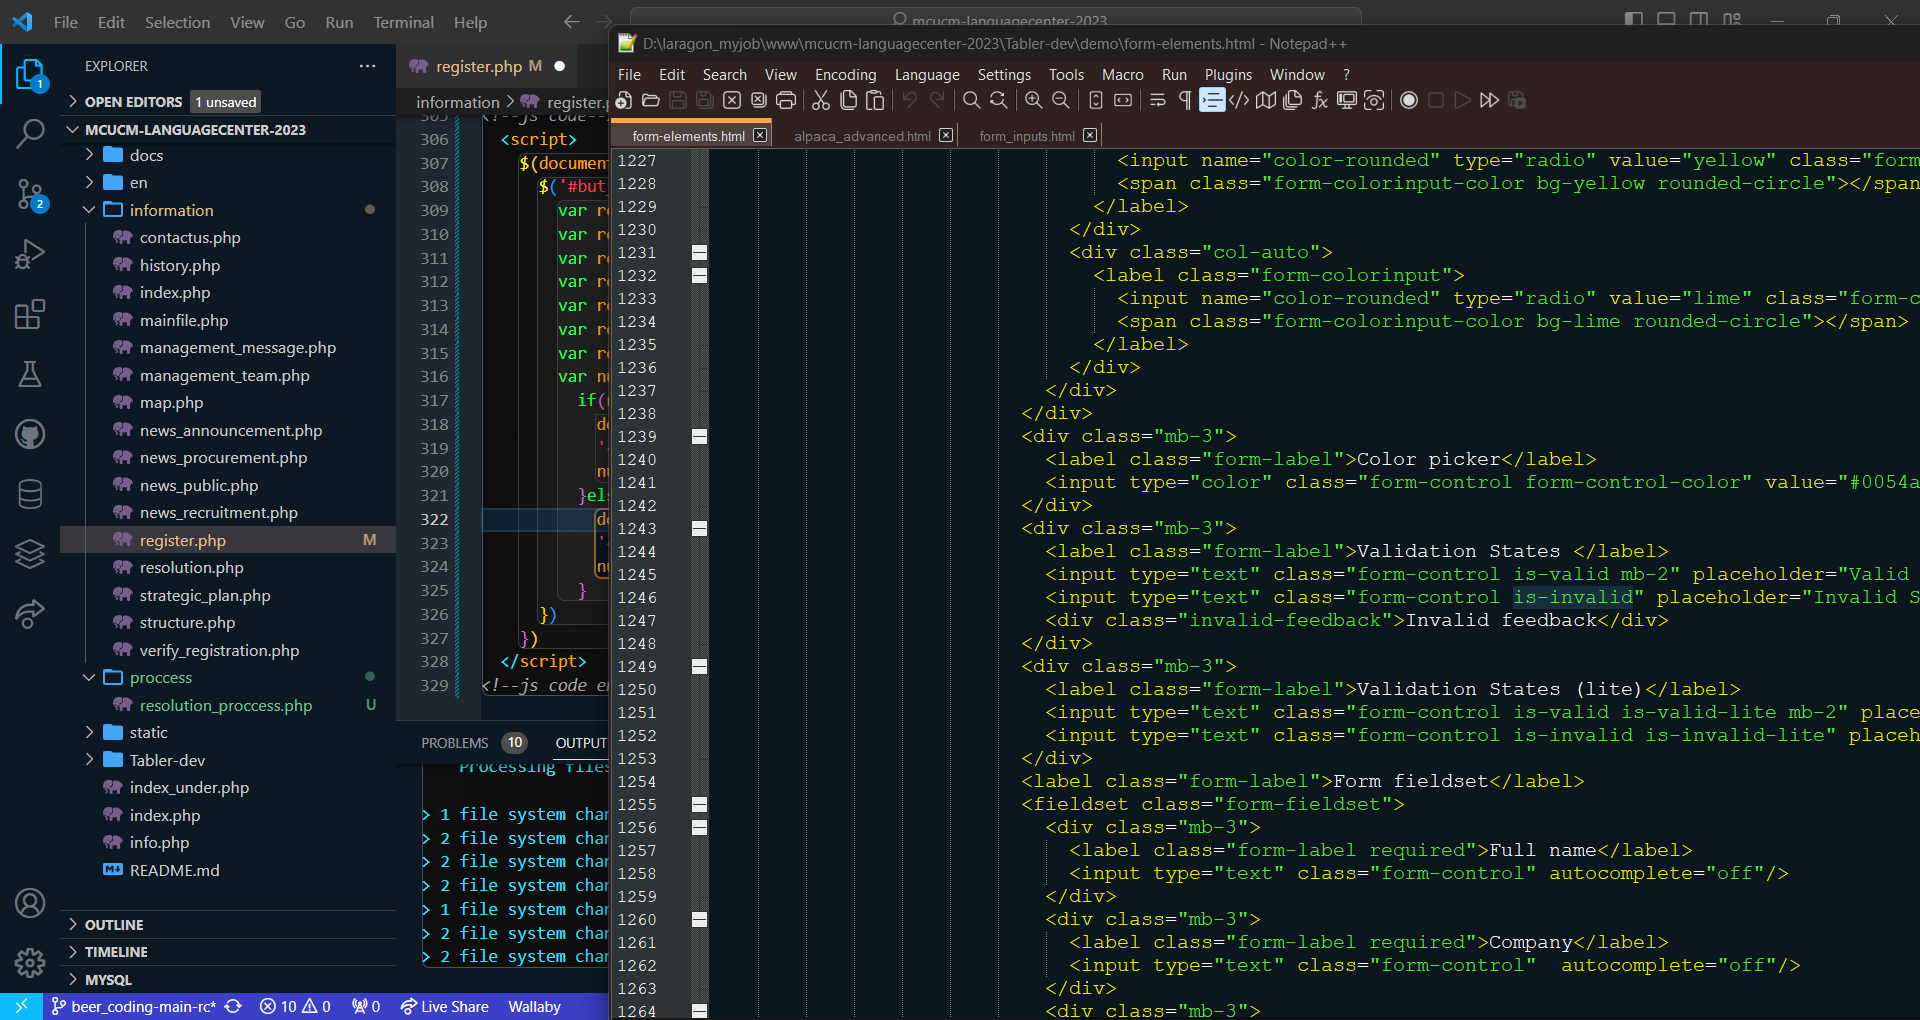 File Edit Selection View Go Run Terminal Help
mcucm-languagecenter-2023
EXPLORER
OPEN EDITORS 1 unsaved
MCUCM-LANGUAGECENTER-2023
docs
en
information
contactus.php
history.php
index.php
mainfile.php
management_message.php
management_team.php
map.php
news_announcement.php
news_procurement.php
news_public.php
news_recruitment.php
register.php M
resolution.php
strategic_plan.php
structure.php
verify_registration.php
proccess
resolution_proccess.php U
static
Tabler-dev
index_under.php
index.php
info.php
README.md
OUTLINE
TIMELINE
MYSQL
1
2
register.php M
information > register.p
305 <!--js code--
306 <script>
307 $(documen
308 $('#but
309 var r
310 var r
311 var r
312 var r
313 var r
314 var r
315 var r
316 var n
317 if(
318 d
319 '
320 n
321 }els
322 d
323 '
324 n
325 }
326 })
327 })
328 </script>
329 <!--js code e
PROBLEMS 10 OUTPUT
Processing files
> 1 file system cha
> 2 file system cha
> 2 file system cha
> 2 file system cha
> 1 file system cha
> 2 file system cha
> 2 file system cha
beer_coding-main-rc* 10 0 0 Live Share Wallaby
D:\laragon_myjob\www\mcucm-languagecenter-2023\Tabler-dev\demo\form-elements.html - Notepad++
File Edit Search View Encoding Language Settings Tools Macro Run Plugins Window ?
form-elements.html alpaca_advanced.html form_inputs.html
1227 <input name="color-rounded" type="radio" value="yellow" class="form
1228 <span class="form-colorinput-color bg-yellow rounded-circle"></span
1229 </label>
1230 </div>
1231 <div class="col-auto">
1232 <label class="form-colorinput">
1233 <input name="color-rounded" type="radio" value="lime" class="form-c
1234 <span class="form-colorinput-color bg-lime rounded-circle"></span>
1235 </label>
1236 </div>
1237 </div>
1238 </div>
1239 <div class="mb-3">
1240 <label class="form-label">Color picker</label>
1241 <input type="color" class="form-control form-control-color" value="#0054a
1242 </div>
1243 <div class="mb-3">
1244 <label class="form-label">Validation States </label>
1245 <input type="text" class="form-control is-valid mb-2" placeholder="Valid
1246 <input type="text" class="form-control is-invalid" placeholder="Invalid S
1247 <div class="invalid-feedback">Invalid feedback</div>
1248 </div>
1249 <div class="mb-3">
1250 <label class="form-label">Validation States (lite)</label>
1251 <input type="text" class="form-control is-valid is-valid-lite mb-2" place
1252 <input type="text" class="form-control is-invalid is-invalid-lite" placeh
1253 </div>
1254 <label class="form-label">Form fieldset</label>
1255 <fieldset class="form-fieldset">
1256 <div class="mb-3">
1257 <label class="form-label required">Full name</label>
1258 <input type="text" class="form-control" autocomplete="off"/>
1259 </div>
1260 <div class="mb-3">
1261 <label class="form-label required">Company</label>
1262 <input type="text" class="form-control"  autocomplete="off"/>
1263 </div>
1264 <div class="mb-3">